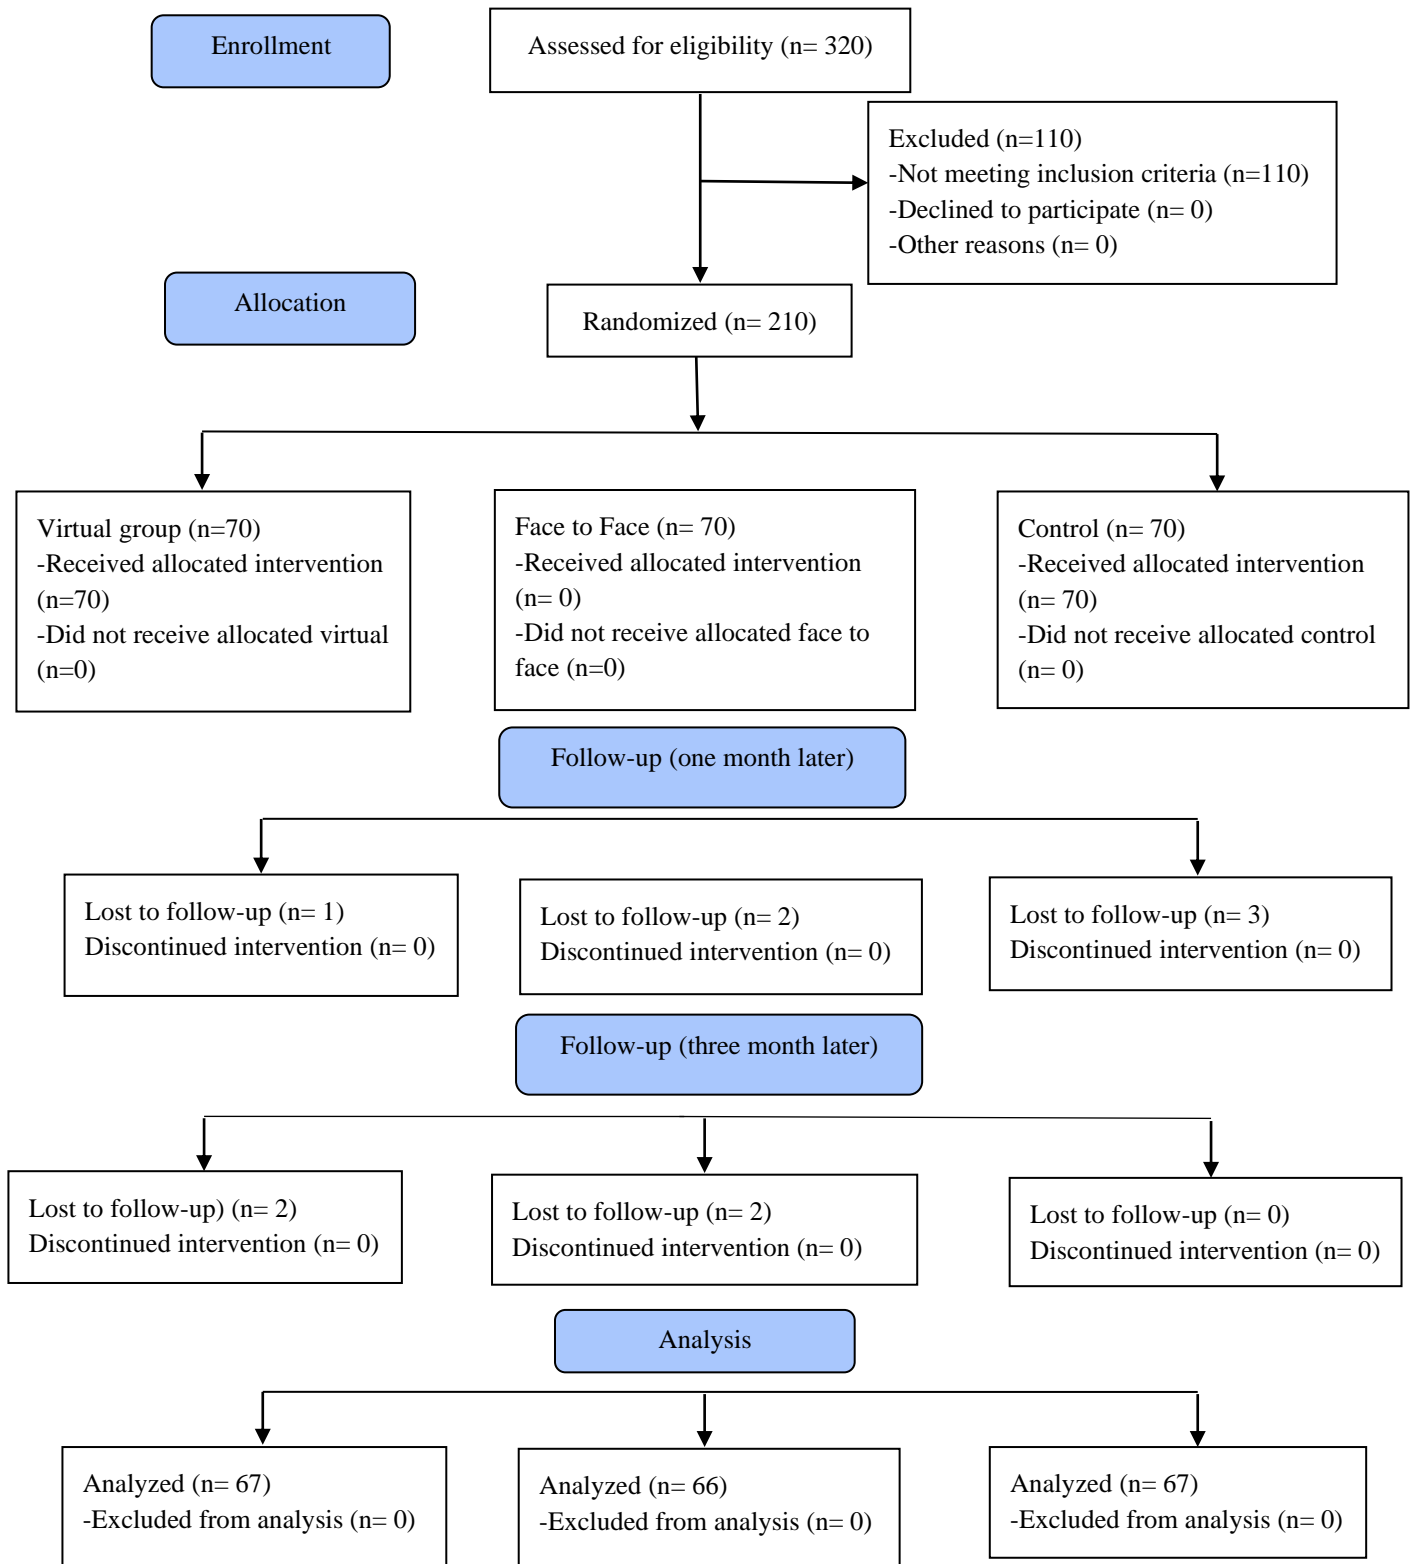 Enrollment
Assessed for eligibility (n= 320)
Excluded (n=110)
-Not meeting inclusion criteria (n=110)
-Declined to participate (n= 0)
-Other reasons (n= 0)
Allocation
Randomized (n= 210)
Virtual group (n=70)
-Received allocated intervention
(n=70)
-Did not receive allocated virtual
(n=0)
Face to Face (n= 70)
-Received allocated intervention
(n= 0)
-Did not receive allocated face to
face (n=0)
Control (n= 70)
-Received allocated intervention
(n= 70)
-Did not receive allocated control
(n= 0)
Follow-up (one month later)
Lost to follow-up (n= 1)
Discontinued intervention (n= 0)
Lost to follow-up (n= 2)
Discontinued intervention (n= 0)
Lost to follow-up (n= 3)
Discontinued intervention (n= 0)
Follow-up (three month later)
Lost to follow-up) (n= 2)
Discontinued intervention (n= 0)
Lost to follow-up (n= 2)
Discontinued intervention (n= 0)
Lost to follow-up (n= 0)
Discontinued intervention (n= 0)
Analysis
Analyzed (n= 67)
-Excluded from analysis (n= 0)
Analyzed (n= 66)
-Excluded from analysis (n= 0)
Analyzed (n= 67)
-Excluded from analysis (n= 0)